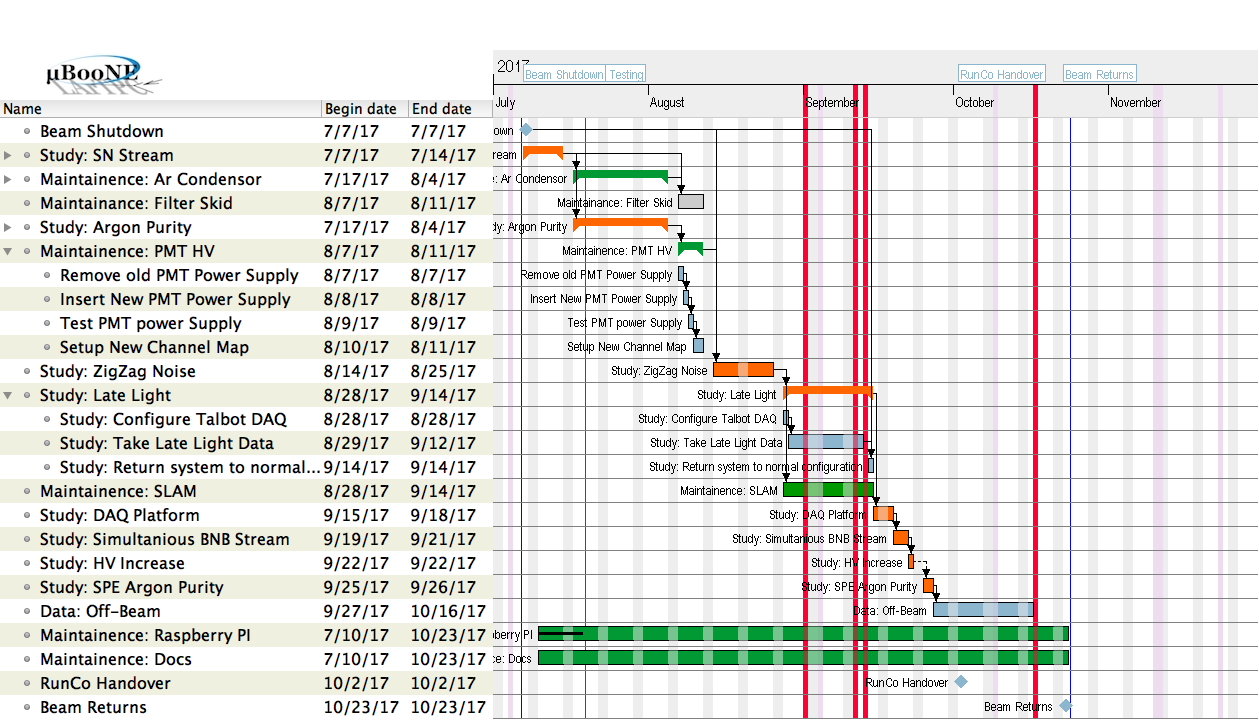 µBooNE
2017
Beam Shutdown Testing RunCo Handover Beam Returns
Name Begin date End date July August September October November
Beam Shutdown 7/7/17 7/7/17 own
Study: SN Stream 7/7/17 7/14/17 ream
Maintainence: Ar Condensor 7/17/17 8/4/17 e: Ar Condensor
Maintainance: Filter Skid 8/7/17 8/11/17 Maintainance: Filter Skid
Study: Argon Purity 7/17/17 8/4/17 dy: Argon Purity
Maintainence: PMT HV 8/7/17 8/11/17 Maintainence: PMT HV
Remove old PMT Power Supply 8/7/17 8/7/17 Remove old PMT Power Supply
Insert New PMT Power Supply 8/8/17 8/8/17 Insert New PMT Power Supply
Test PMT power Supply 8/9/17 8/9/17 Test PMT power Supply
Setup New Channel Map 8/10/17 8/11/17 Setup New Channel Map
Study: ZigZag Noise 8/14/17 8/25/17 Study: ZigZag Noise
Study: Late Light 8/28/17 9/14/17 Study: Late Light
Study: Configure Talbot DAQ 8/28/17 8/28/17 Study: Configure Talbot DAQ
Study: Take Late Light Data 8/29/17 9/12/17 Study: Take Late Light Data
Study: Return system to normal... 9/14/17 9/14/17 Study: Return system to normal configuration
Maintainence: SLAM 8/28/17 9/14/17 Maintainence: SLAM
Study: DAQ Platform 9/15/17 9/18/17 Study: DAQ Platform
Study: Simultanious BNB Stream 9/19/17 9/21/17 Study: Simultanious BNB Stream
Study: HV Increase 9/22/17 9/22/17 Study: HV Increase
Study: SPE Argon Purity 9/25/17 9/26/17 Study: SPE Argon Purity
Data: Off-Beam 9/27/17 10/16/17 Data: Off-Beam
Maintainence: Raspberry PI 7/10/17 10/23/17 berry PI
Maintainence: Docs 7/10/17 10/23/17 ce: Docs
RunCo Handover 10/2/17 10/2/17 RunCo Handover
Beam Returns 10/23/17 10/23/17 Beam Returns